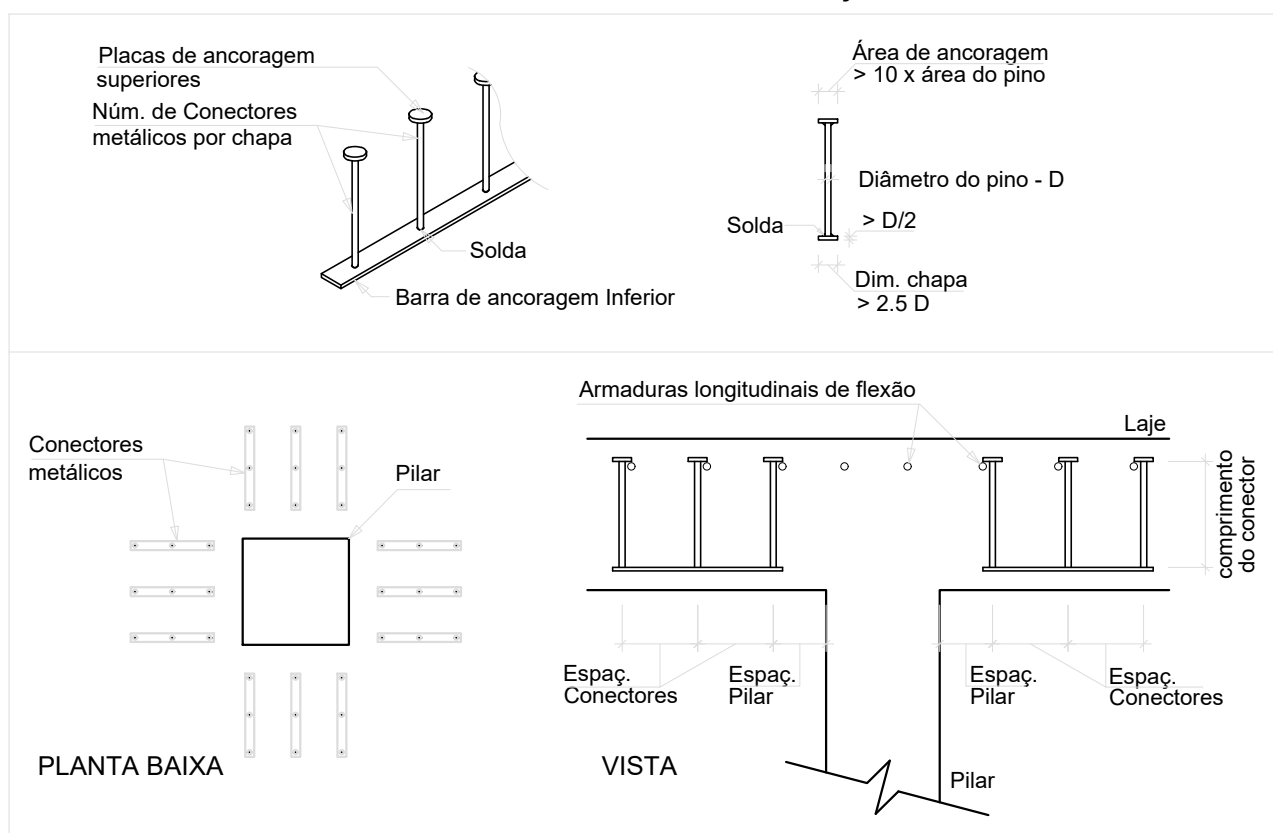 Placas de ancoragem
superiores
Núm. de Conectores
metálicos por chapa
Solda
Barra de ancoragem Inferior
Área de ancoragem
> 10 x área do pino
Diâmetro do pino - D
Solda
> D/2
Dim. chapa
> 2.5 D
Conectores
metálicos
Pilar
PLANTA BAIXA
Armaduras longitudinais de flexão
Laje
comprimento
do conector
Espaç.
Conectores
Espaç.
Pilar
Espaç.
Pilar
Espaç.
Conectores
VISTA
Pilar